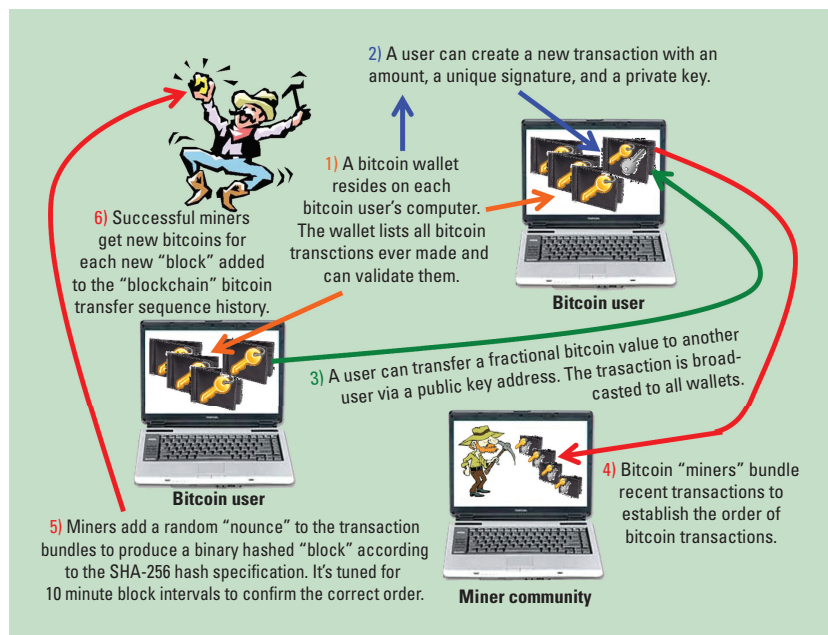 2) A user can create a new transaction with an
amount, a unique signature, and a private key.
1) A bitcoin wallet
resides on each
bitcoin user's computer.
The wallet lists all bitcoin
transctions ever made and
can validate them.
6) Successful miners
get new bitcoins for
each new “block” added
to the “blockchain” bitcoin
transfer sequence history.
Bitcoin user
3) A user can transfer a fractional bitcoin value to another
user via a public key address. The trasaction is broad-
casted to all wallets.
Bitcoin user
4) Bitcoin “miners” bundle
recent transactions to
establish the order of
bitcoin transactions.
5) Miners add a random “nounce” to the transaction
bundles to produce a binary hashed “block” according
to the SHA-256 hash specification. It's tuned for
10 minute block intervals to confirm the correct order.
Miner community